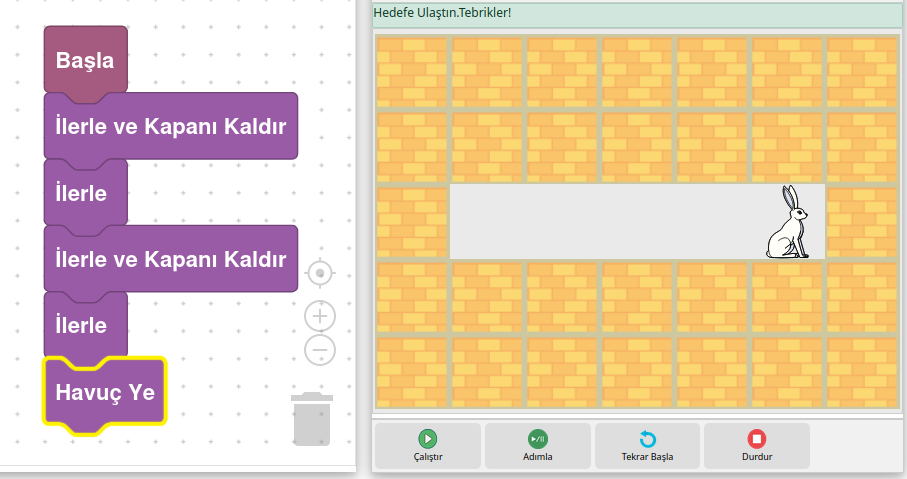 Hedefe Ulaştın.Tebrikler!
Başla
İlerle ve Kapanı Kaldır
İlerle
İlerle ve Kapanı Kaldır
İlerle
Havuç Ye
Çalıştır
Adımla
Tekrar Başla
Durdur